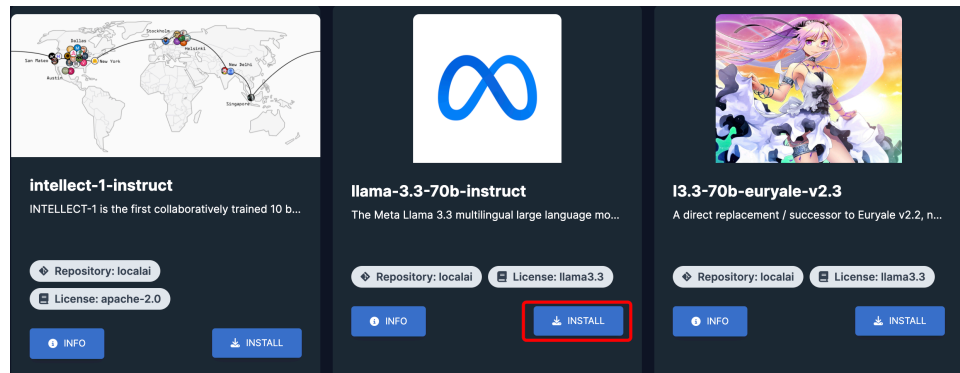 Stockholm
Dallas
Helsinki
San Mateo
New York
New Delhi
Austin
Singapore
intellect-1-instruct
INTELLECT-1 is the first collaboratively trained 10 b...
Repository: localai
License: apache-2.0
INFO
INSTALL
llama-3.3-70b-instruct
The Meta Llama 3.3 multilingual large language mo...
Repository: localai
License: llama3.3
INFO
INSTALL
l3.3-70b-euryale-v2.3
A direct replacement / successor to Euryale v2.2, n...
Repository: localai
License: llama3.3
INFO
INSTALL